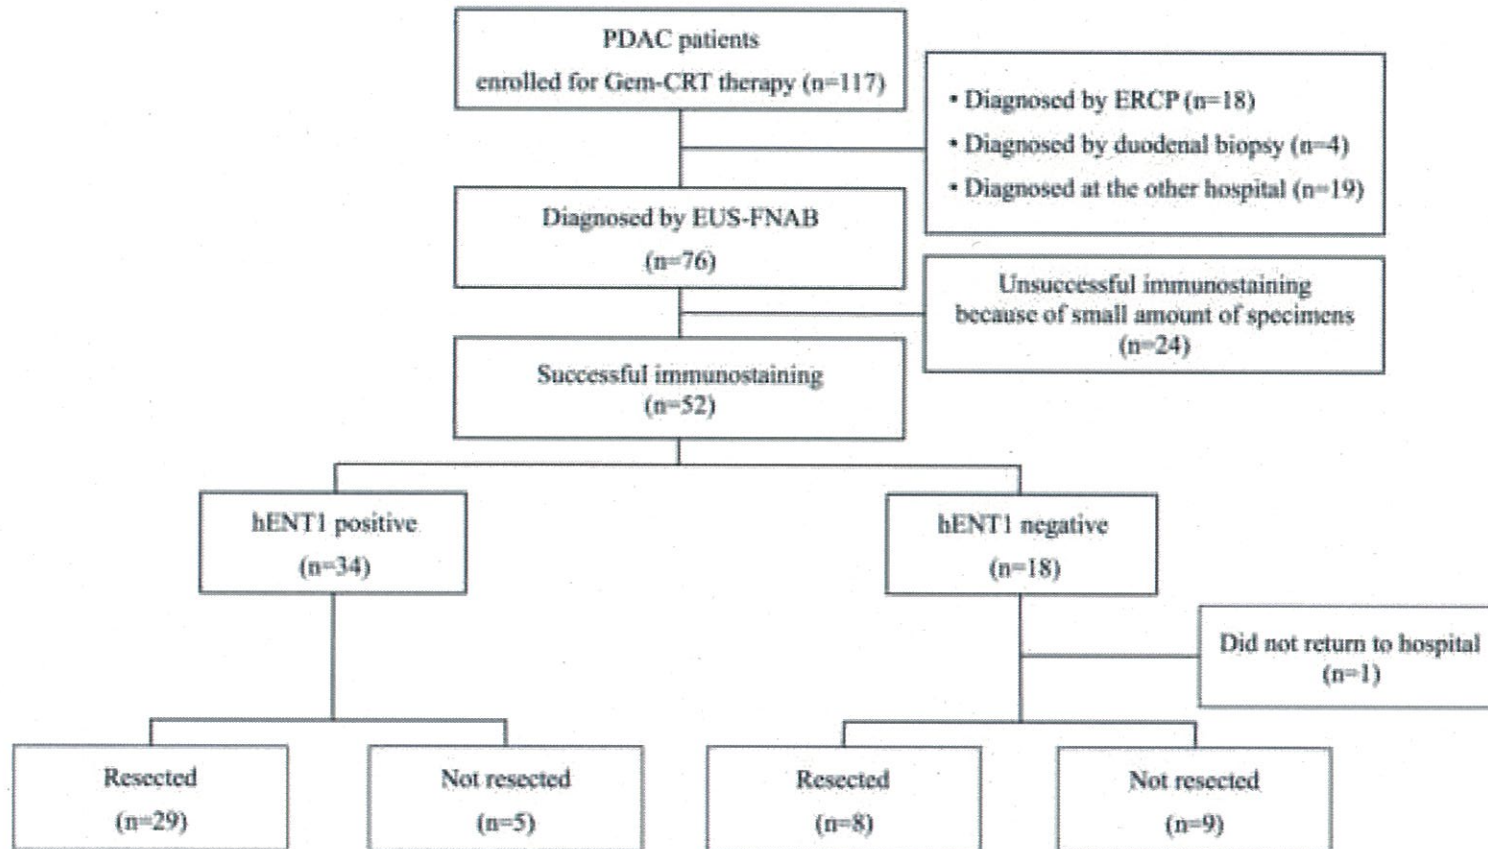 PDAC patients
enrolled for Gem-CRT therapy (n=117)
• Diagnosed by ERCP (n=18)
• Diagnosed by duodenal biopsy (n=4)
• Diagnosed at the other hospital (n=19)
Diagnosed by EUS-FNAB
(n=76)
Unsuccessful immunostaining
because of small amount of specimens
(n=24)
Successful immunostaining
(n=52)
hENT1 positive
(n=34)
hENT1 negative
(n=18)
Did not return to hospital
(n=1)
Resected
(n=29)
Not resected
(n=5)
Resected
(n=8)
Not resected
(n=9)